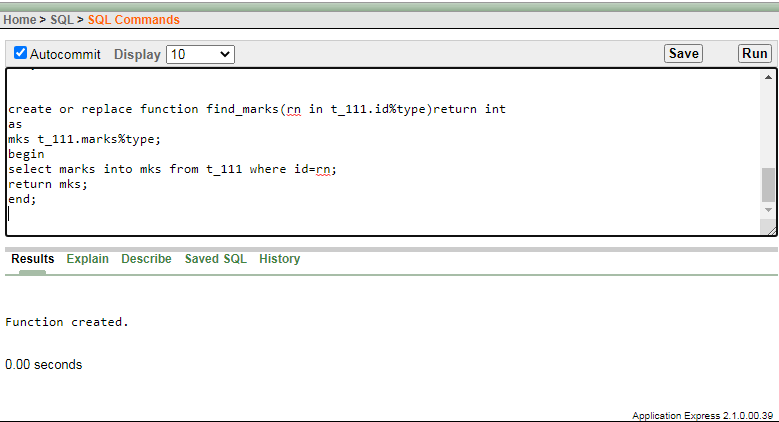 Home > SQL > SQL Commands
Autocommit Display 10 Save Run
create or replace function find_marks(rn in t_111.id%type)return int
as
mks t_111.marks%type;
begin
select marks into mks from t_111 where id=rn;
return mks;
end;
Results Explain Describe Saved SQL History
Function created.
0.00 seconds
Application Express 2.1.0.00.39